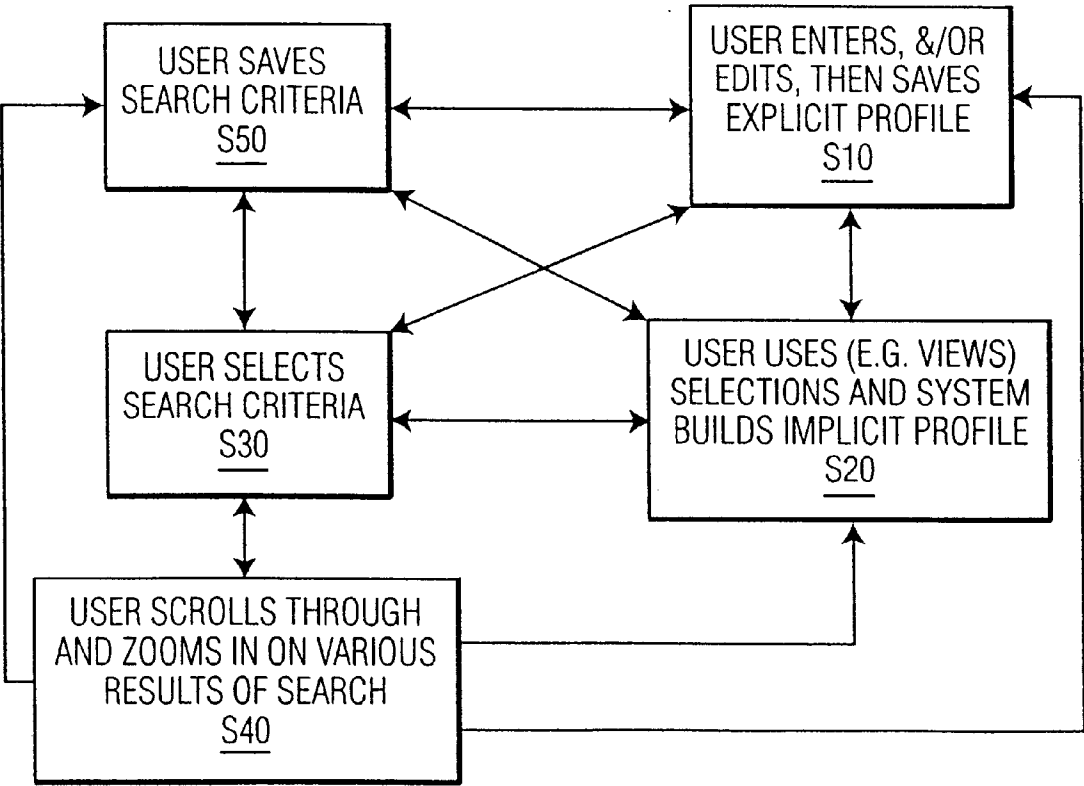 USER SAVES
SEARCH CRITERIA
S50
USER ENTERS, &/OR
EDITS, THEN SAVES
EXPLICIT PROFILE
S10
USER SELECTS
SEARCH CRITERIA
S30
USER USES (E.G. VIEWS)
SELECTIONS AND SYSTEM
BUILDS IMPLICIT PROFILE
S20
USER SCROLLS THROUGH
AND ZOOMS IN ON VARIOUS
RESULTS OF SEARCH
S40